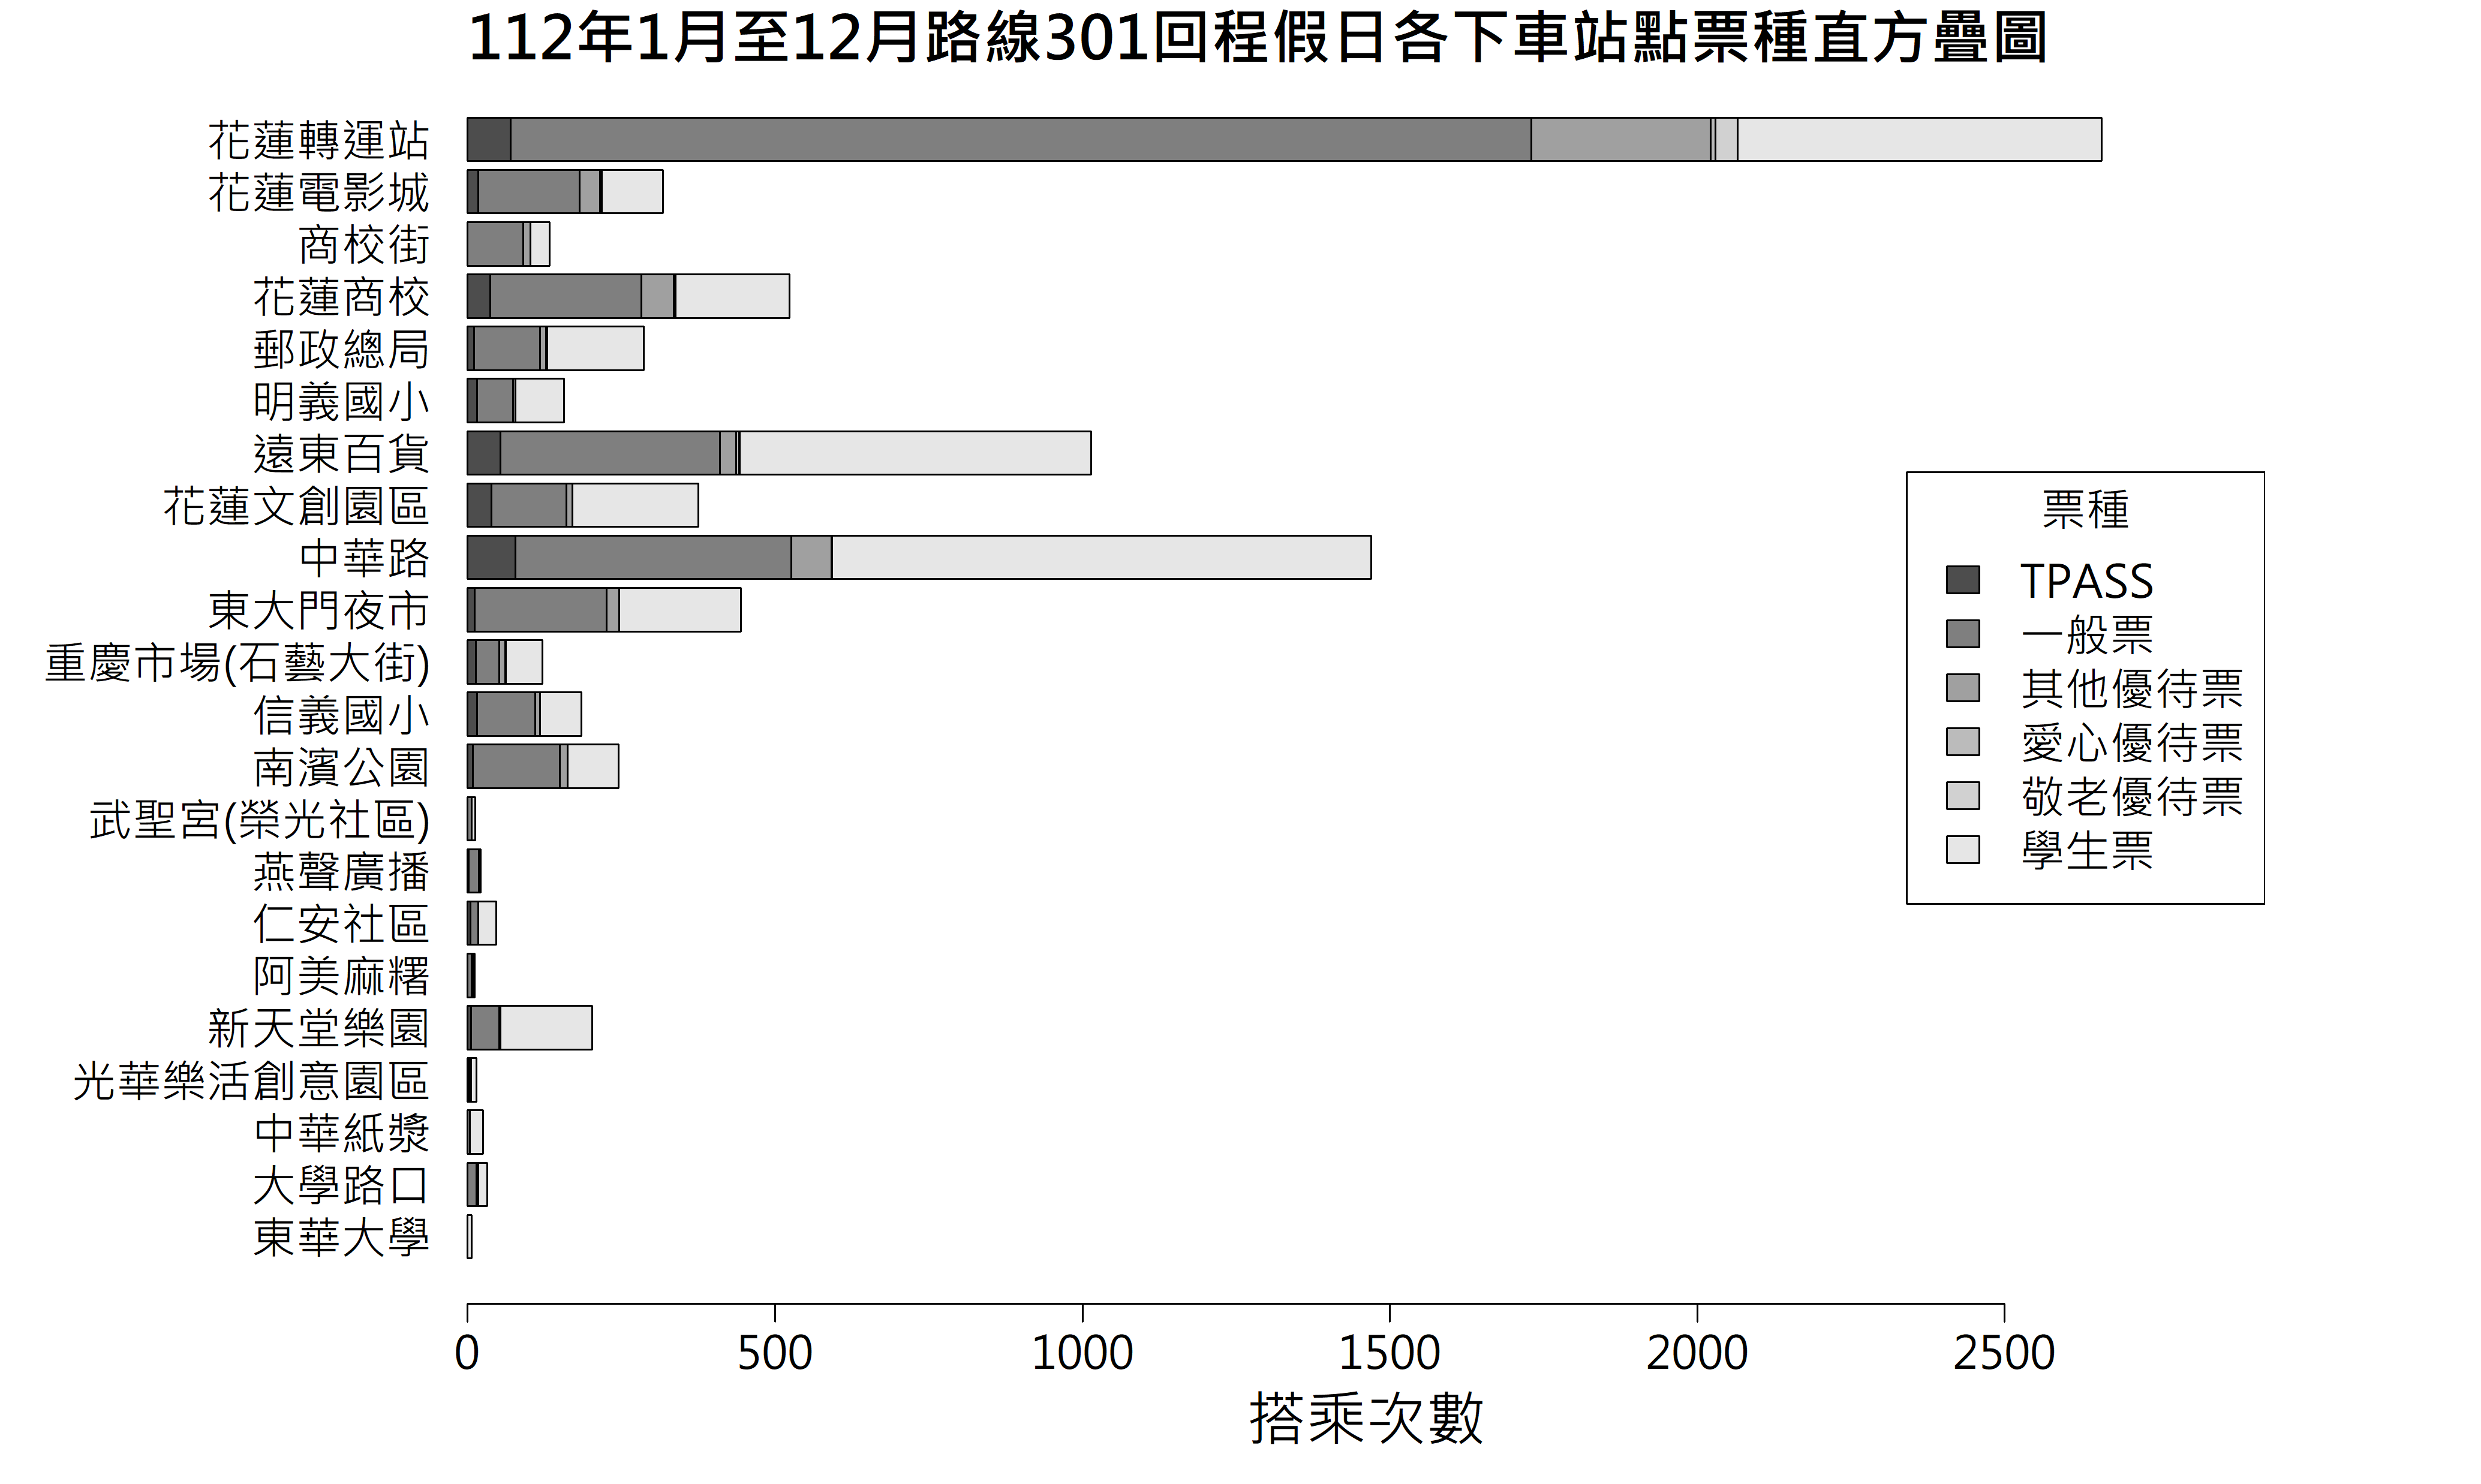 112年1月至12月路線301回程假日各下車站點票種直方疊圖
花蓮轉運站
花蓮電影城
商校街
花蓮商校
郵政總局
明義國小
遠東百貨
花蓮文創園區
中華路
東大門夜市
重慶市場(石藝大街)
信義國小
南濱公園
武聖宮(榮光社區)
燕聲廣播
仁安社區
阿美麻糬
新天堂樂園
光華樂活創意園區
中華紙漿
大學路口
東華大學
票種
TPASS
一般票
其他優待票
愛心優待票
敬老優待票
學生票
0 500 1000 1500 2000 2500
搭乘次數